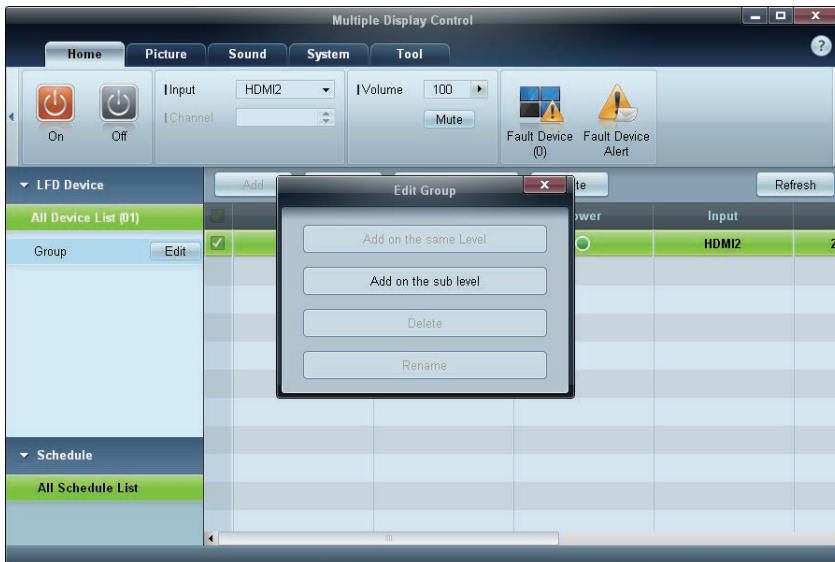 Multiple Display Control
Home Picture Sound System Tool ?
Input HDMI2 Volume 100
Channel Mute
On Off Fault Device (0) Fault Device Alert
LFD Device
Add te Refresh
Edit Group x
All Device List (01) ower Input
Group Edit HDMI2 2
Add on the same Level
Add on the sub level
Delete
Rename
Schedule
All Schedule List